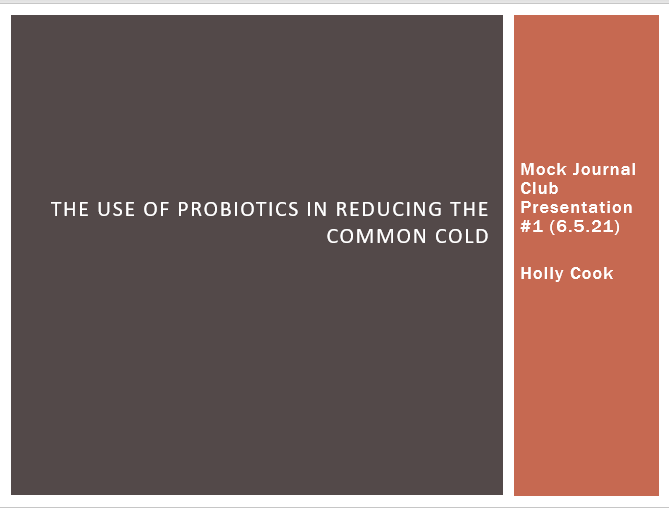 THE USE OF PROBIOTICS IN REDUCING THE
COMMON COLD
Mock Journal
Club
Presentation
#1 (6.5.21)
Holly Cook